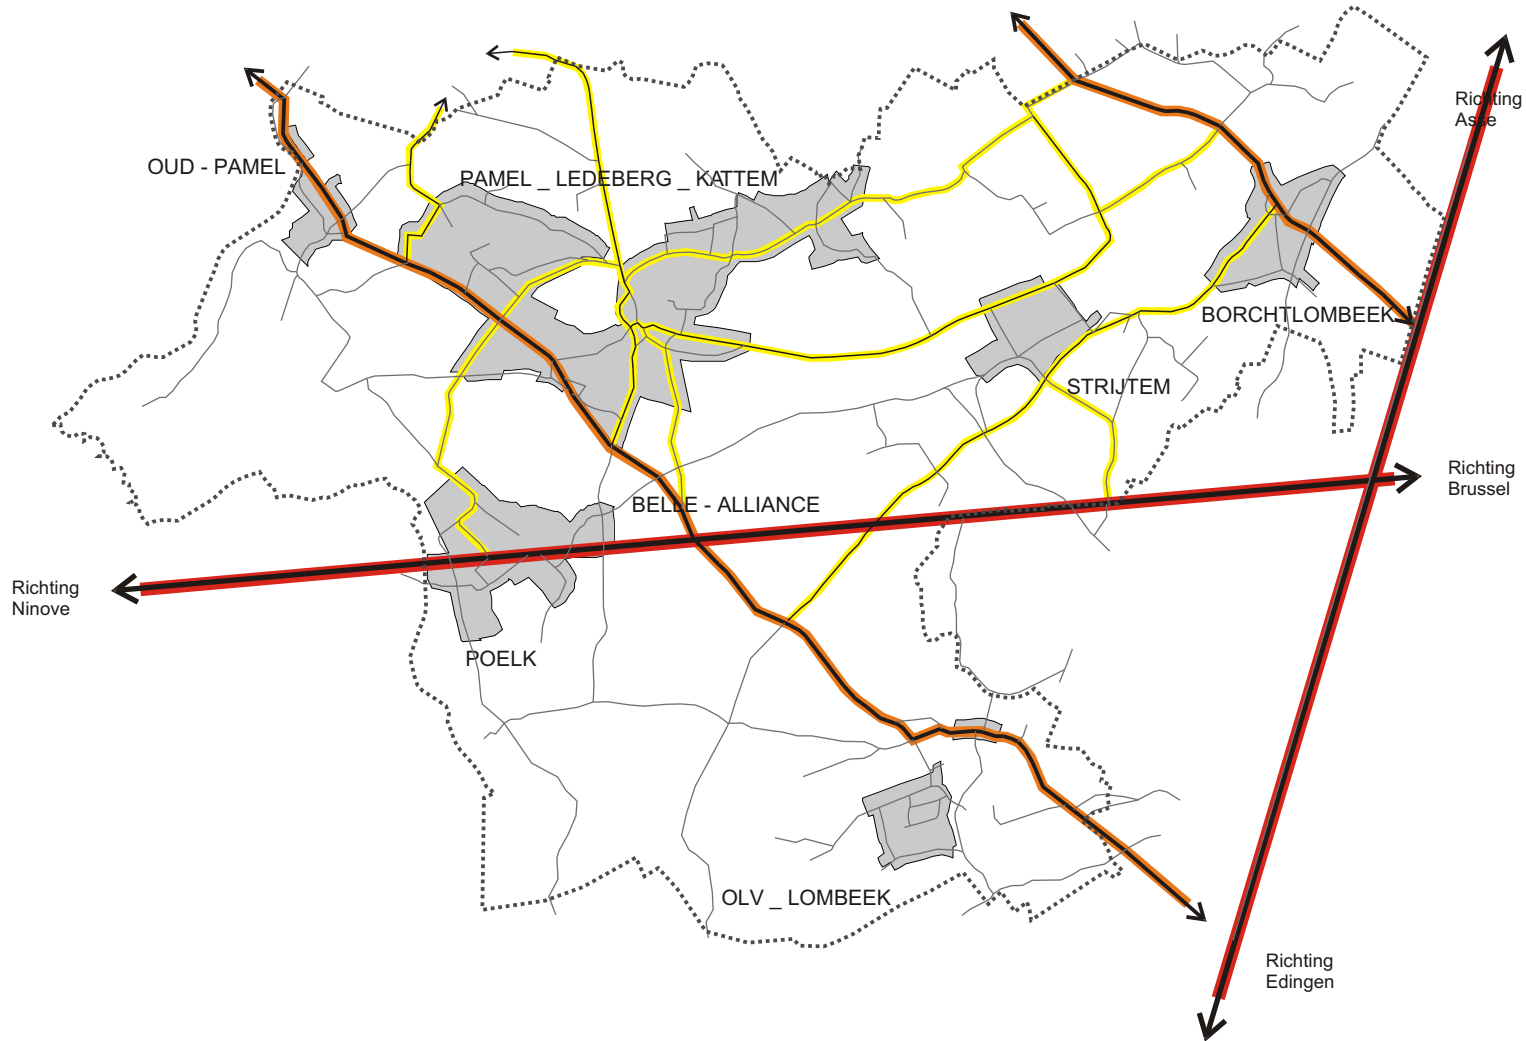 Richting
Asse
OUD - PAMEL
PAMEL _ LEDEBERG _ KATTEM
BORCHTLOMBEEK
STRIJTEM
Richting
Brussel
BELLE - ALLIANCE
Richting
Ninove
POELK
OLV _ LOMBEEK
Richting
Edingen